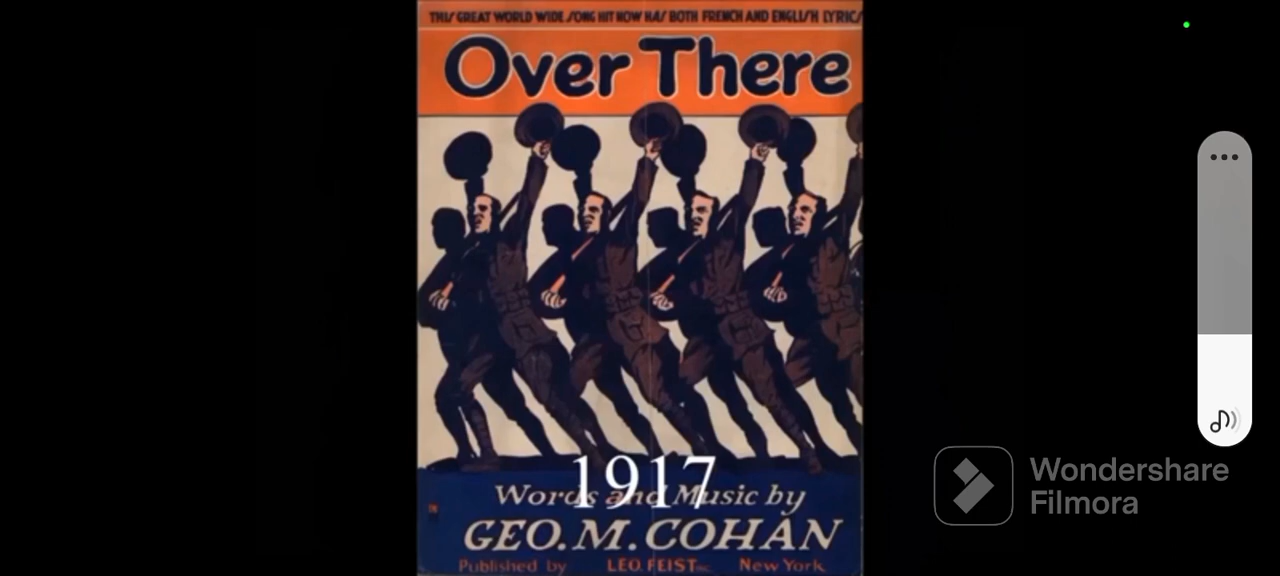 THIS GREAT WORLD WIDE SONG HIT NOW HAS BOTH FRENCH AND ENGLISH LYRICS
Over There
1917
Words and Music by
GEO. M. COHAN
Published by LEO. FEIST INC. New York
Wondershare
Filmora